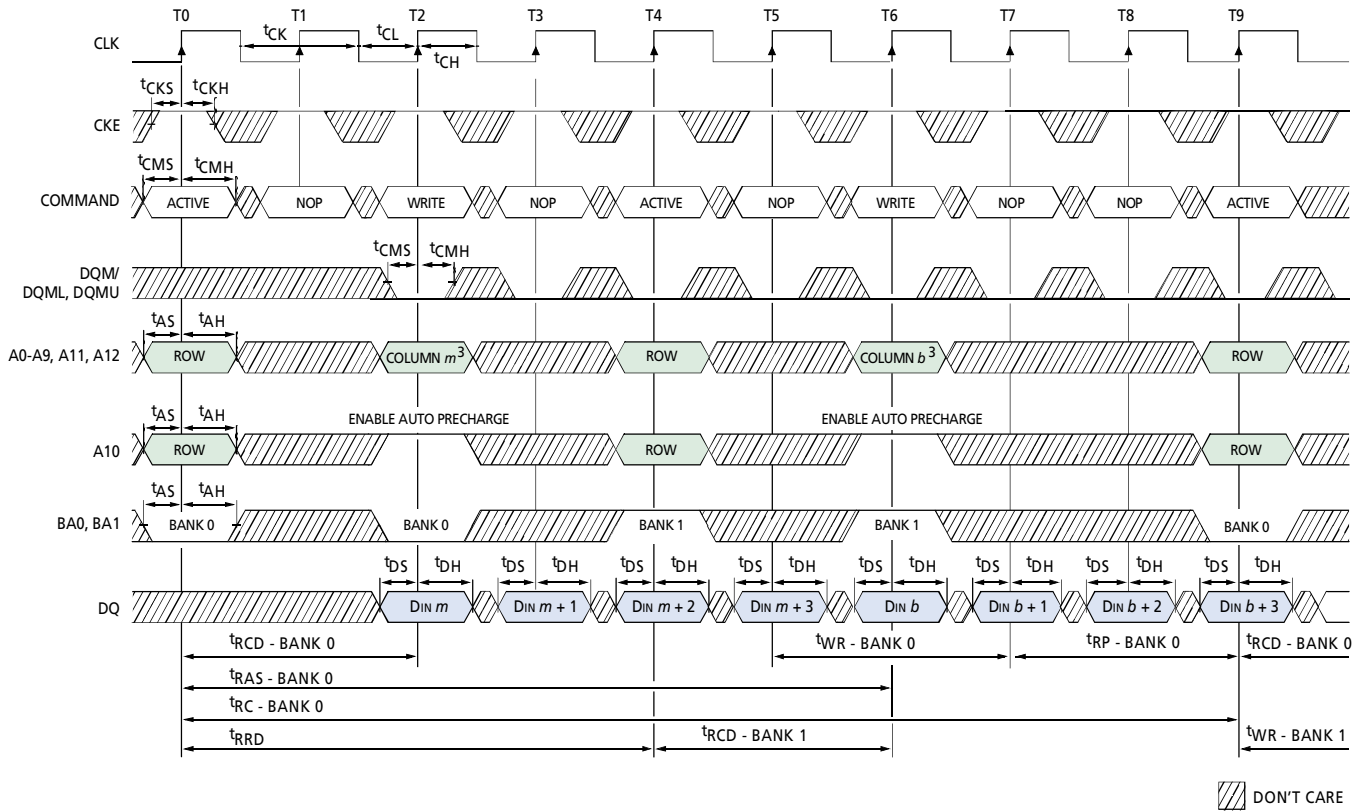 T0 T1 T2 T3 T4 T5 T6 T7 T8 T9
CLK tCK tCL tCH
tCKS tCKH
CKE
tCMS tCMH
COMMAND ACTIVE NOP WRITE NOP ACTIVE NOP WRITE NOP NOP ACTIVE
tCMS tCMH
DQM/
DQML, DQMU
tAS tAH
A0-A9, A11, A12 ROW COLUMN m3 ROW COLUMN b3 ROW
tAS tAH ENABLE AUTO PRECHARGE ENABLE AUTO PRECHARGE
A10 ROW ROW ROW
tAS tAH
BA0, BA1 BANK 0 BANK 0 BANK 1 BANK 1 BANK 0
tDS tDH tDS tDH tDS tDH tDS tDH tDS tDH tDS tDH tDS tDH tDS tDH
DQ DIN m DIN m + 1 DIN m + 2 DIN m + 3 DIN b DIN b + 1 DIN b + 2 DIN b + 3
tRCD - BANK 0 tWR - BANK 0 tRP - BANK 0 tRCD - BANK 0
tRAS - BANK 0
tRC - BANK 0
tRRD tRCD - BANK 1 tWR - BANK 1
DON'T CARE